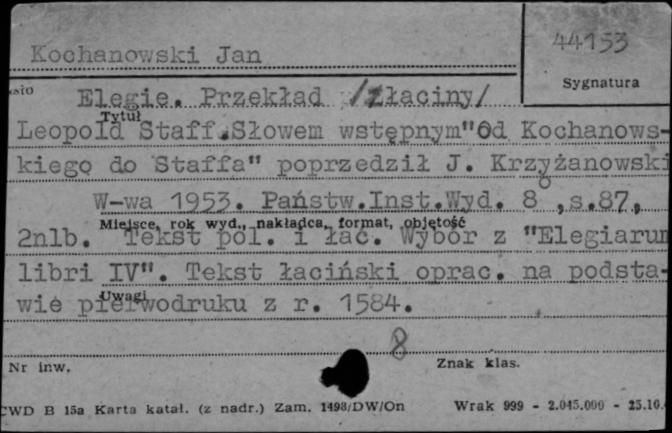 44153
Kochanowski Jan
Sygnatura
Elegie. Przekład /z łaciny/
Tytuł
Leopold Staff. Słowem wstępnym "Od Kochanows-
kiego do Staffa" poprzedził J. Krzyżanowski
W-wa 1953. Państw.Inst.Wyd. 8°, s.87,
Miejsce, rok wyd., nakładca, format, objętość
2nlb. Tekst pol. i łac. Wybór z "Elegiarum
libri IV". Tekst łaciński oprac. na podsta-
Uwagi
wie pierwodruku z r. 1584.
8
Nr inw.
Znak klas.
CWD B 15a Karta katal. (z nadr.) Zam. 1498/DW/On Wrak 999 - 2.045.000 - 25.10.